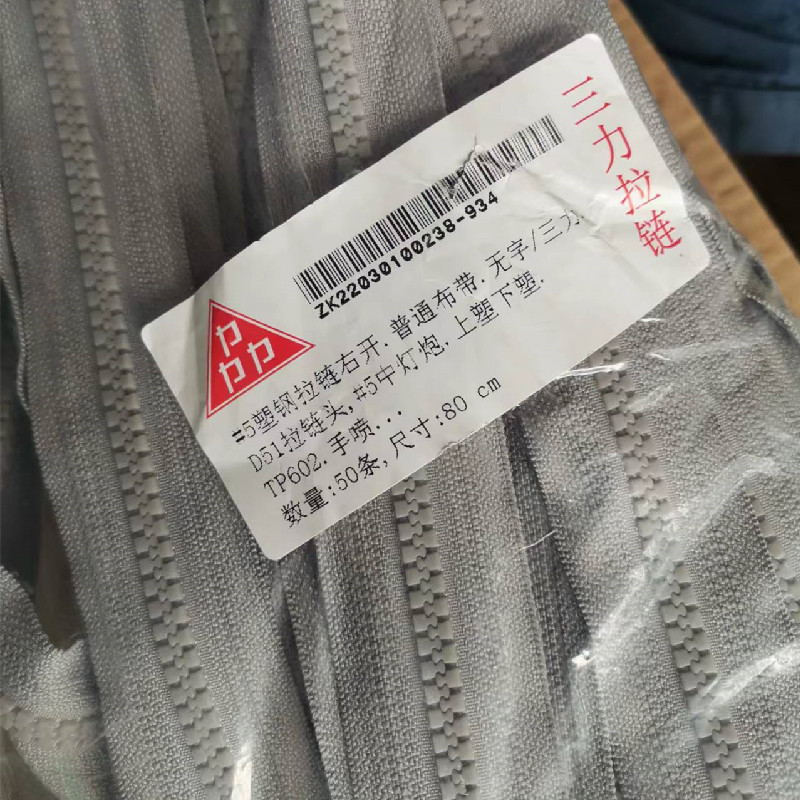 三力拉链
ZK22030100238-934
力
力力
#5塑钢拉链右开.普通布带.无字/三力.
D51拉链头,#5中灯炮,上塑下塑.
TP602.手喷...
数量:50条,尺寸:80 cm